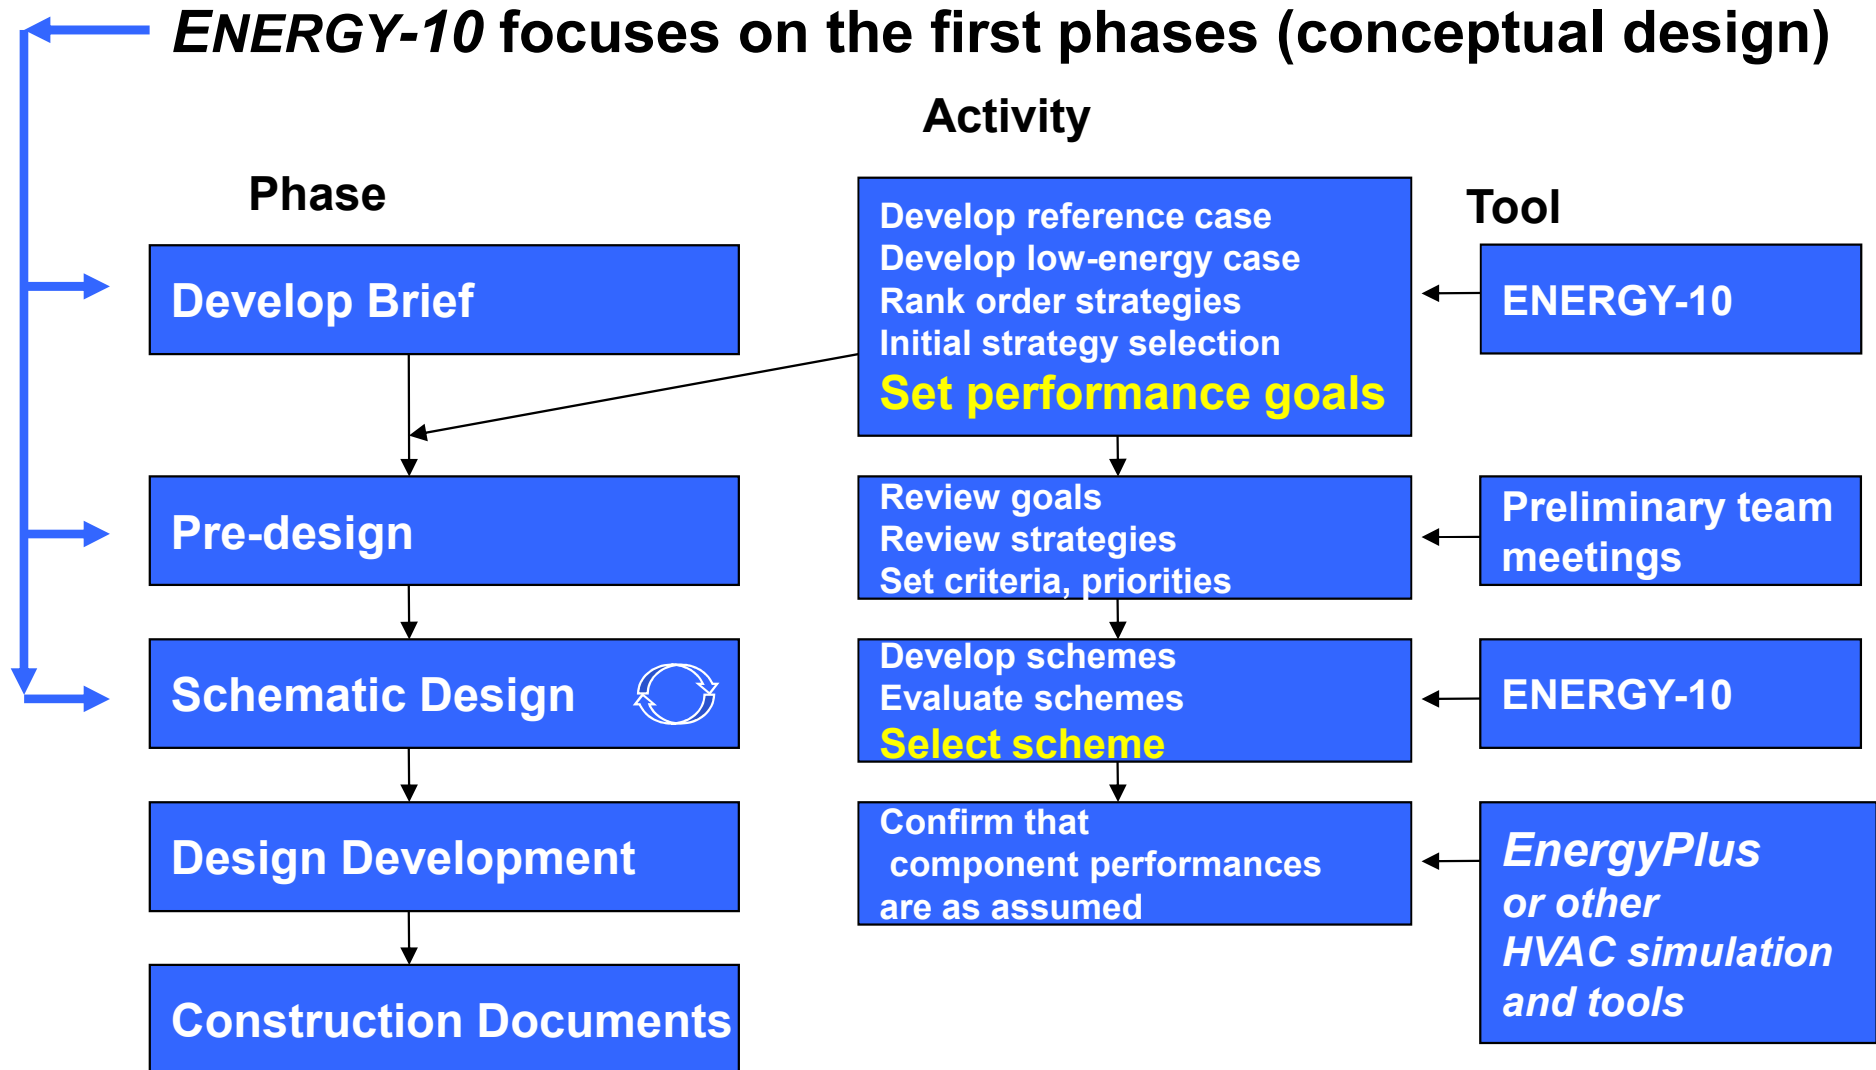 ENERGY-10 focuses on the first phases (conceptual design)
Activity
Phase
Tool
Develop Brief
Develop reference case
Develop low-energy case
Rank order strategies
Initial strategy selection
Set performance goals
ENERGY-10
Pre-design
Review goals
Review strategies
Set criteria, priorities
Preliminary team
meetings
Schematic Design
Develop schemes
Evaluate schemes
Select scheme
ENERGY-10
Design Development
Confirm that
component performances
are as assumed
EnergyPlus
or other
HVAC simulation
and tools
Construction Documents